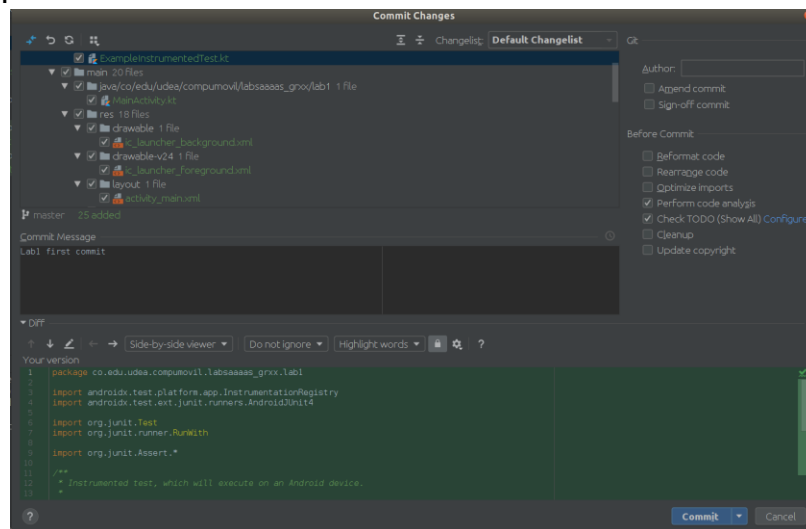 Commit Changes
Changelist: Default Changelist
Git
ExampleInstrumentedTest.kt
main 20 files
java/co/edu/udea/compumovil/labsaaaas_gnxx/lab1 1 file
MainActivity.kt
res 18 files
drawable 1 file
ic_launcher_background.xml
drawable-v24 1 file
ic_launcher_foreground.xml
layout 1 file
activity_main.xml
master 25 added
Author:
Amend commit
Sign-off commit
Before Commit
Reformat code
Rearrange code
Optimize imports
Perform code analysis
Check TODO (Show All) Configure
Cleanup
Update copyright
Commit Message
Lab1 first commit
Diff
Side-by-side viewer Do not ignore Highlight words ?
Your version
1 package co.edu.udea.compumovil.labsaaaas_grxx.lab1
2
3 import androidx.test.platform.app.InstrumentationRegistry
4 import androidx.test.ext.junit.runners.AndroidJUnit4
5
6 import org.junit.Test
7 import org.junit.runner.RunWith
8
9 import org.junit.Assert.*
10
11 /**
12 * Instrumented test, which will execute on an Android device.
13 *
? Commit Cancel